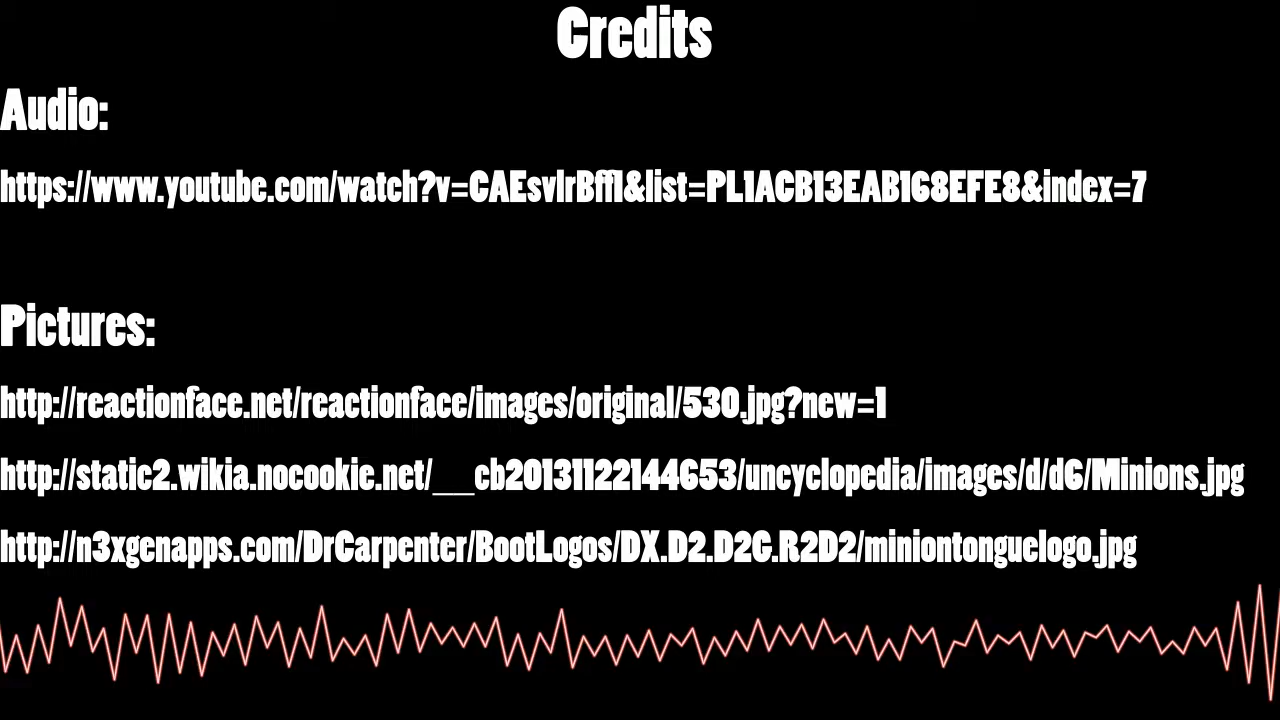 Credits
Audio:
https://www.youtube.com/watch?v=CAEsvlrBffI&list=PL1ACB13EAB168EFE8&index=7
Pictures:
http://reactionface.net/reactionface/images/original/530.jpg?new=1
http://static2.wikia.nocookie.net/__cb20131122144653/uncyclopedia/images/d/d6/Minions.jpg
http://n3xgenapps.com/DrCarpenter/BootLogos/DX.D2.D2G.R2D2/miniontonguelogo.jpg